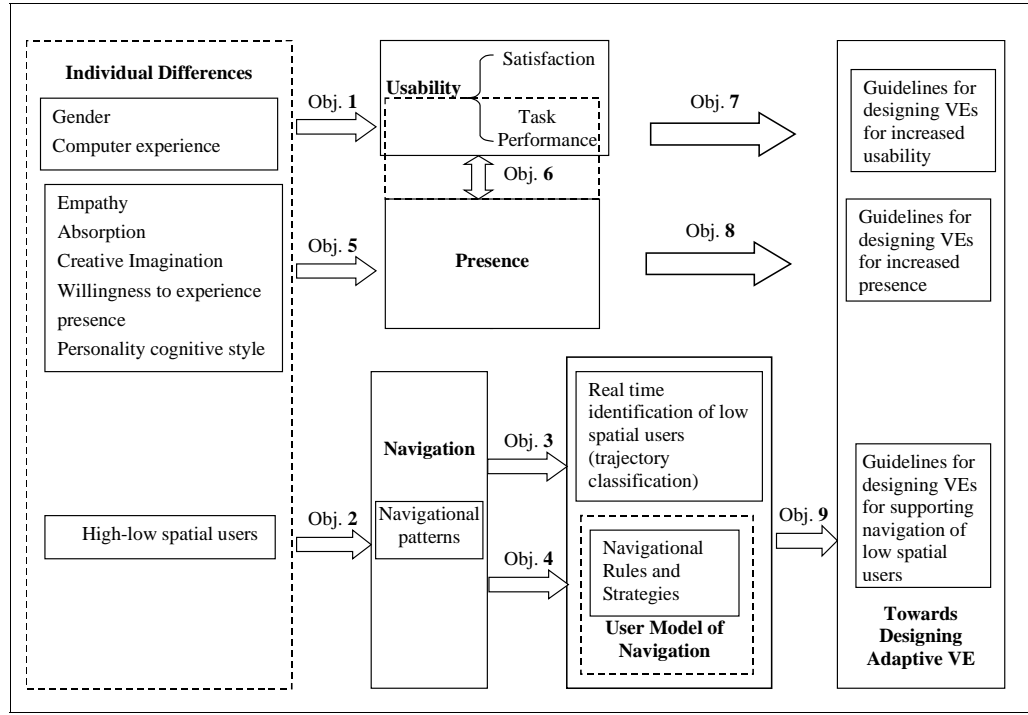 Individual Differences
Gender
Computer experience
Empathy
Absorption
Creative Imagination
Willingness to experience
presence
Personality cognitive style
High-low spatial users
Obj. 1
Obj. 5
Obj. 2
Usability
Satisfaction
Task
Performance
Obj. 6
Presence
Navigation
Navigational
patterns
Obj. 3
Obj. 4
Real time
identification of low
spatial users
(trajectory
classification)
Navigational
Rules and
Strategies
User Model of
Navigation
Obj. 7
Obj. 8
Obj. 9
Guidelines for
designing VEs
for increased
usability
Guidelines for
designing VEs
for increased
presence
Guidelines for
designing VEs
for supporting
navigation of
low spatial
users
Towards
Designing
Adaptive VE